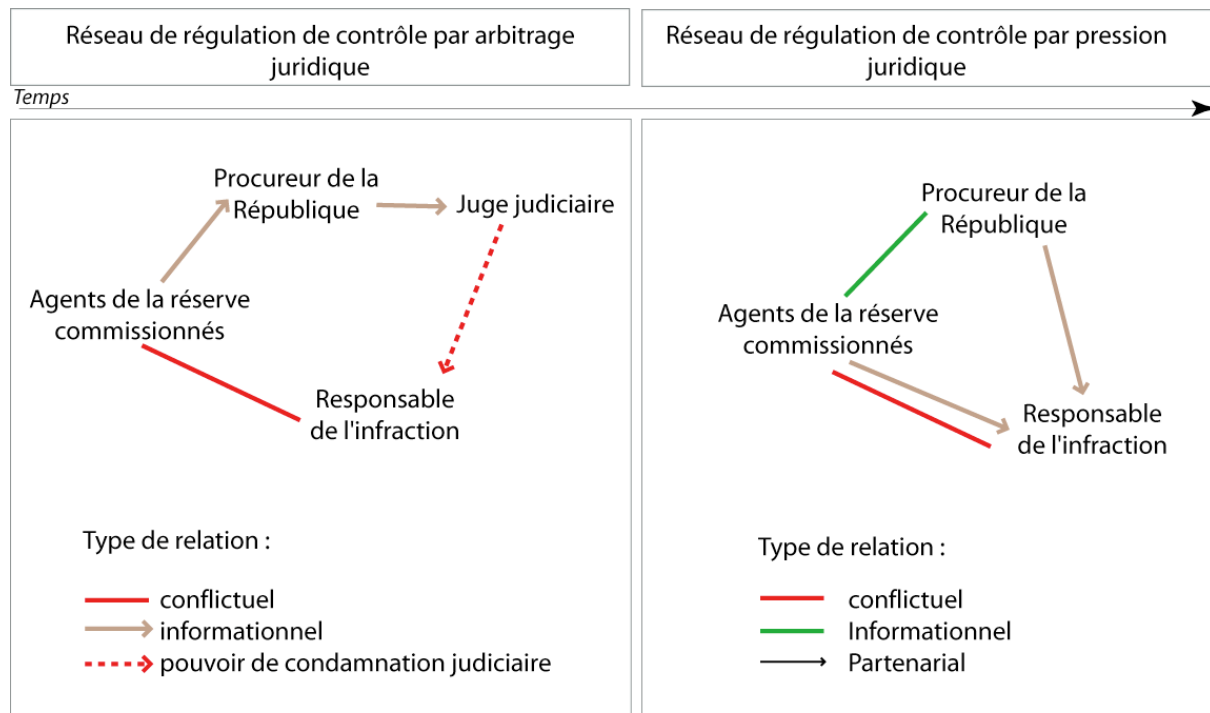 Réseau de régulation de contrôle par arbitrage
juridique
Réseau de régulation de contrôle par pression
juridique
Temps
Procureur de la
République
Juge judiciaire
Agents de la réserve
commissionnés
Responsable
de l'infraction
Type de relation :
conflictuel
informationnel
pouvoir de condamnation judiciaire
Procureur de la
République
Agents de la réserve
commissionnés
Responsable
de l'infraction
Type de relation :
conflictuel
Informationnel
Partenarial